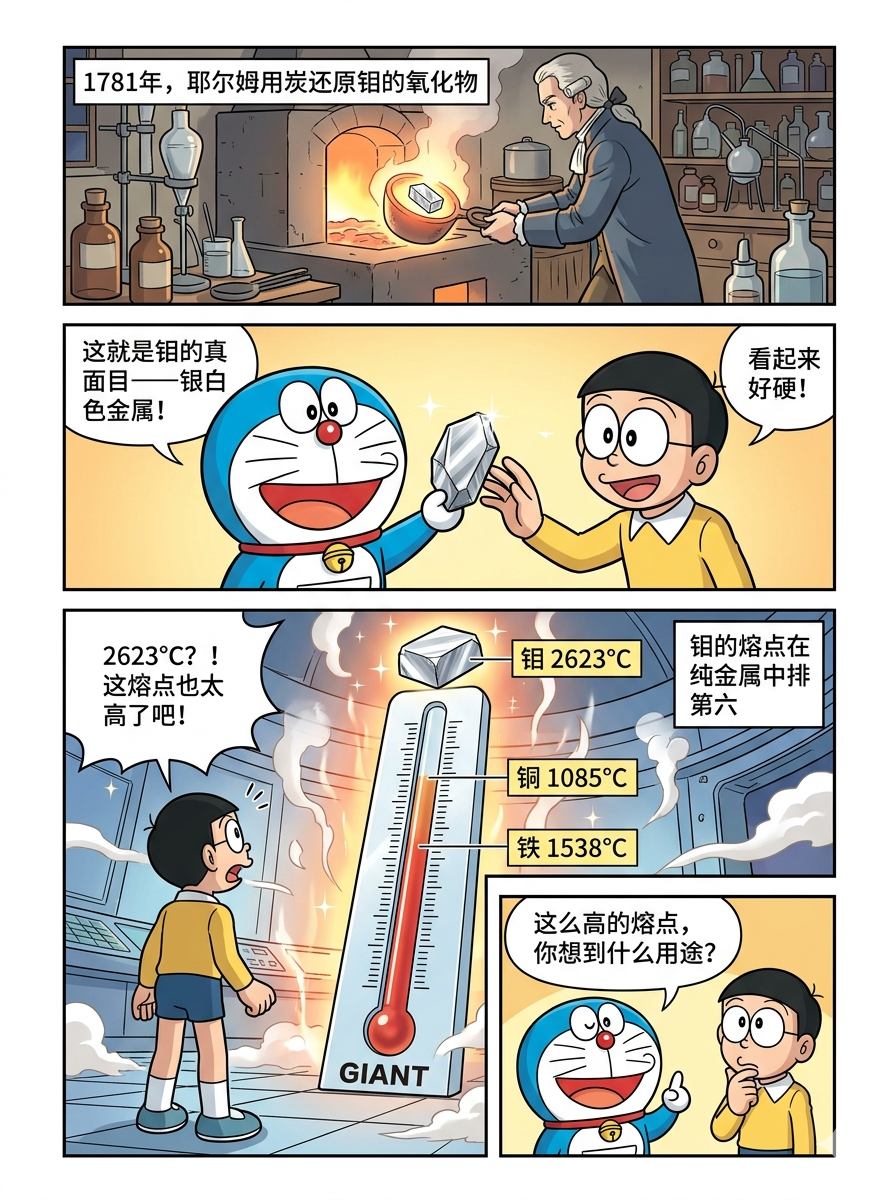 1781年，耶尔姆用炭还原钼的氧化物
这就是钼的真
面目——银白
色金属！
看起来
好硬！
2623°C？！
这熔点也太
高了吧！
钼 2623°C
钼的熔点在
纯金属中排
第六
铜 1085°C
铁 1538°C
GIANT
这么高的熔点，
你想到什么用途？